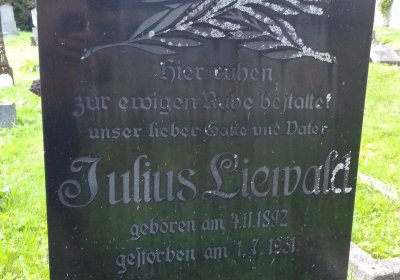 Hier ruhen
zur ewigen Ruhe bestattet
unser lieber Gatte und Vater
Julius Liewald
geboren am 4.11.1892
gestorben am 1.7.1931.